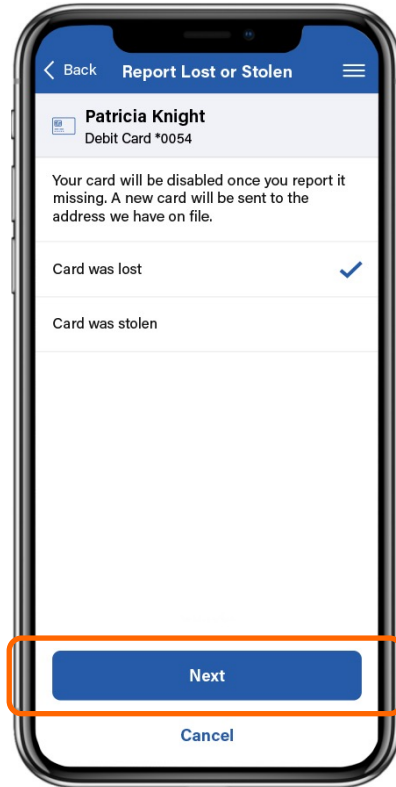 Back Report Lost or Stolen
Patricia Knight
Debit Card *0054
Your card will be disabled once you report it
missing. A new card will be sent to the
address we have on file.
Card was lost
Card was stolen
Next
Cancel